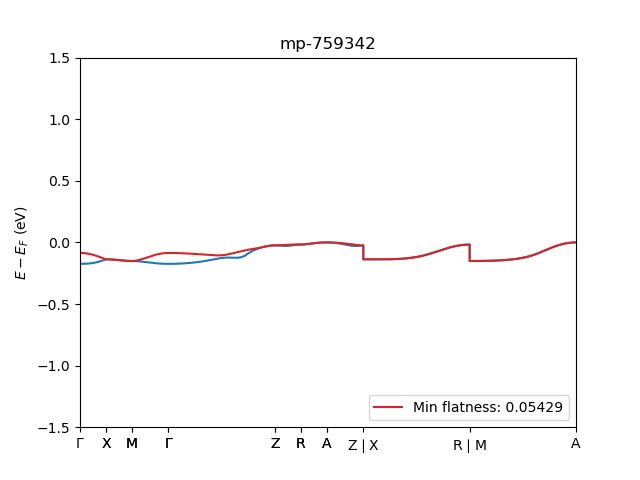 mp-759342
1.5
1.0
0.5
0.0
−0.5
−1.0
−1.5
E − E_F (eV)
Min flatness: 0.05429
Γ X M Γ Z R A Z | X R | M A